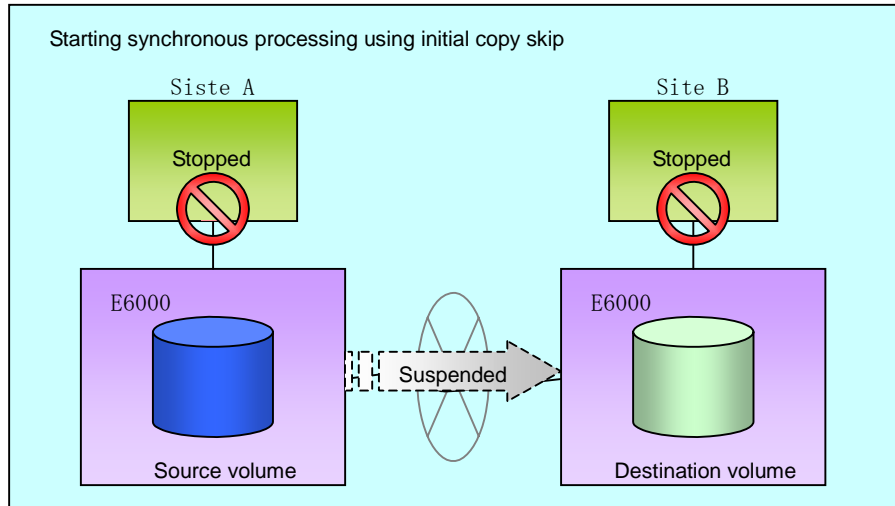 Starting synchronous processing using initial copy skip
Siste A
Site B
Stopped
Stopped
E6000
E6000
Suspended
Source volume
Destination volume